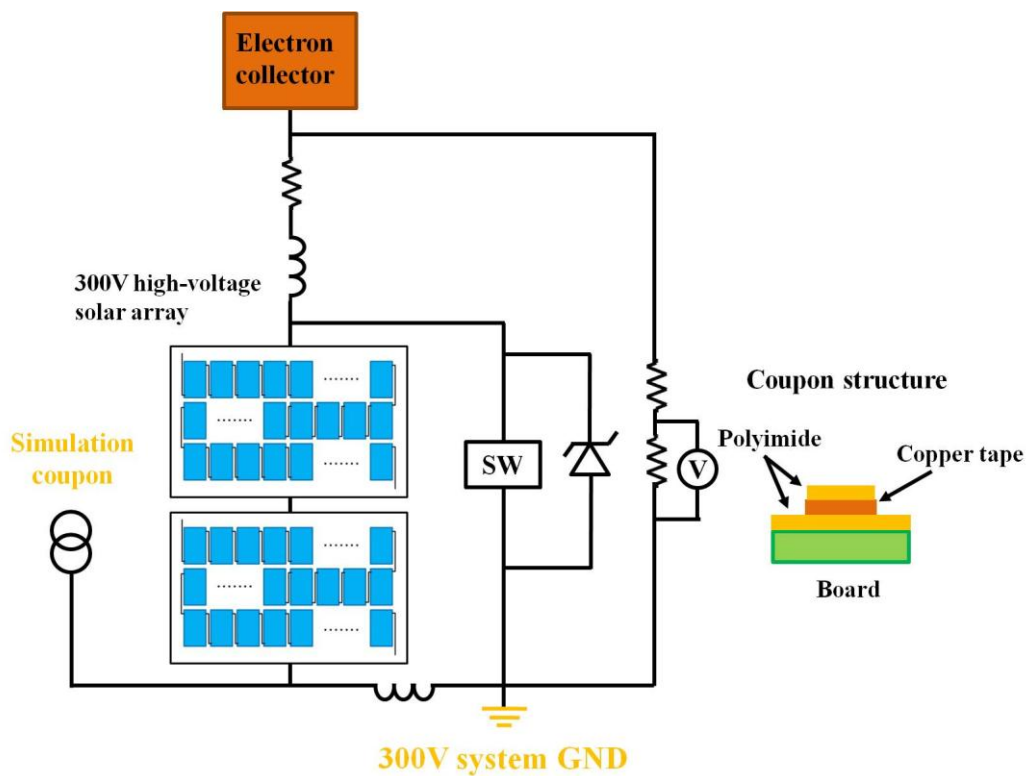 Electron
collector
300V high-voltage
solar array
Simulation
coupon
SW
V
Coupon structure
Polyimide
Copper tape
Board
300V system GND